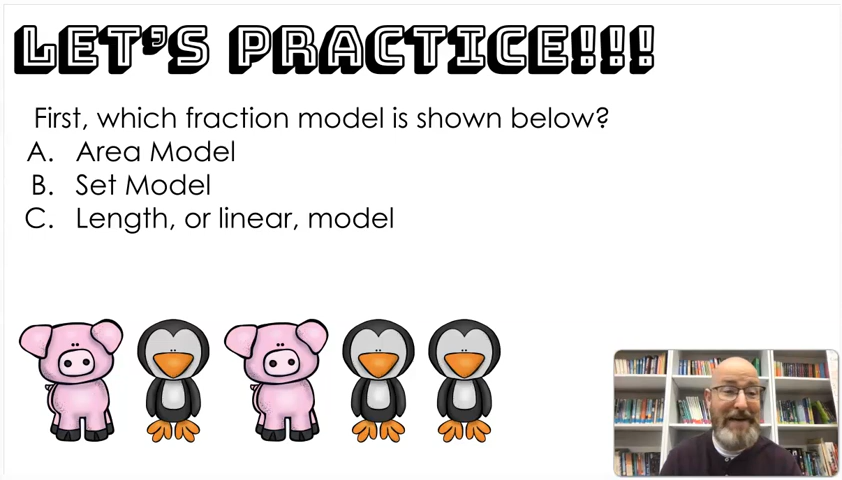 LET'S PRACTICE!!!
First, which fraction model is shown below?
A. Area Model
B. Set Model
C. Length, or linear, model